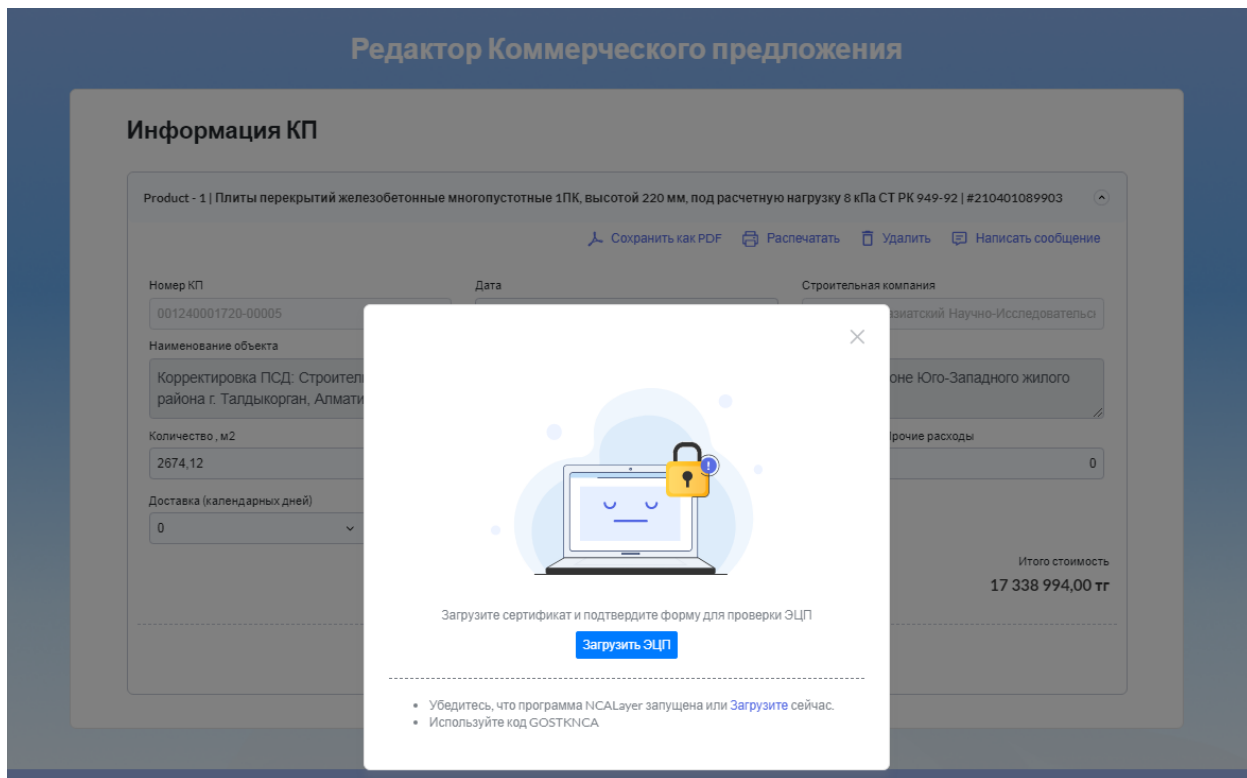 Редактор Коммерческого предложения
Информация КП
Product - 1 | Плиты перекрытий железобетонные многопустотные 1ПК, высотой 220 мм, под расчетную нагрузку 8 кПа СТ РК 949-92 | #210401089903
Сохранить как PDF Распечатать Удалить Написать сообщение
Номер КП Дата Строительная компания
001240001720-00005 Научно-Исследовательс
Наименование объекта
Корректировка ПСД: Строител оне Юго-Западного жилого
района г. Талдыкорган, Алмати
Количество , м2 Прочие расходы
2674,12 0
Доставка (календарных дней)
0
Итого стоимость
17 338 994,00 тг
Загрузите сертификат и подтвердите форму для проверки ЭЦП
Загрузить ЭЦП
Убедитесь, что программа NCALayer запущена или Загрузите сейчас.
Используйте код GOSTKNCA